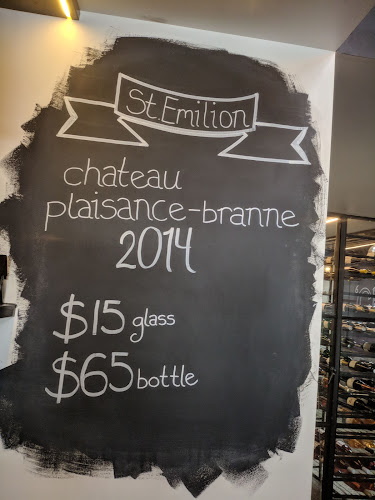 St. Emilion
chateau
plaisance-branne
2014
$15 glass
$65 bottle